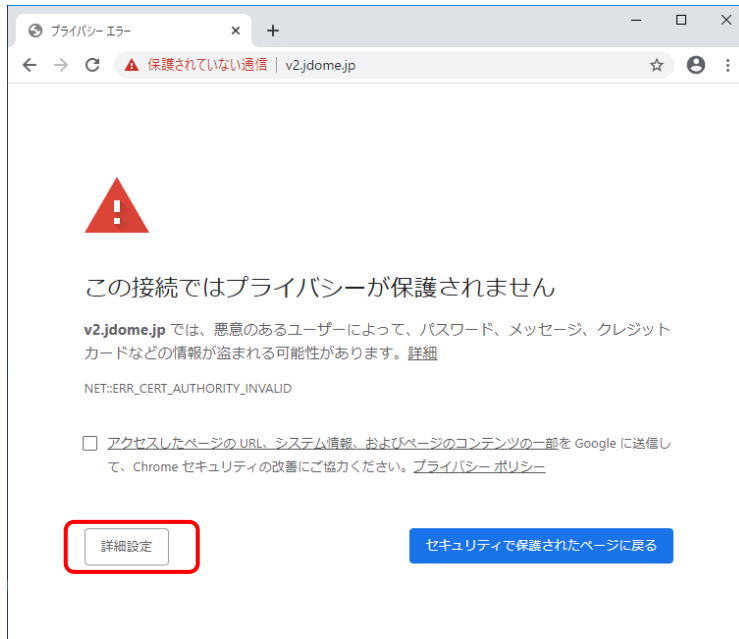 プライバシー エラー
保護されていない通信 | v2.jdome.jp
この接続ではプライバシーが保護されません
v2.jdome.jp では、悪意のあるユーザーによって、パスワード、メッセージ、クレジット
カードなどの情報が盗まれる可能性があります。詳細
NET::ERR_CERT_AUTHORITY_INVALID
アクセスしたページの URL、システム情報、およびページのコンテンツの一部を Google に送信し
て、Chrome セキュリティの改善にご協力ください。プライバシー ポリシー
詳細設定
セキュリティで保護されたページに戻る